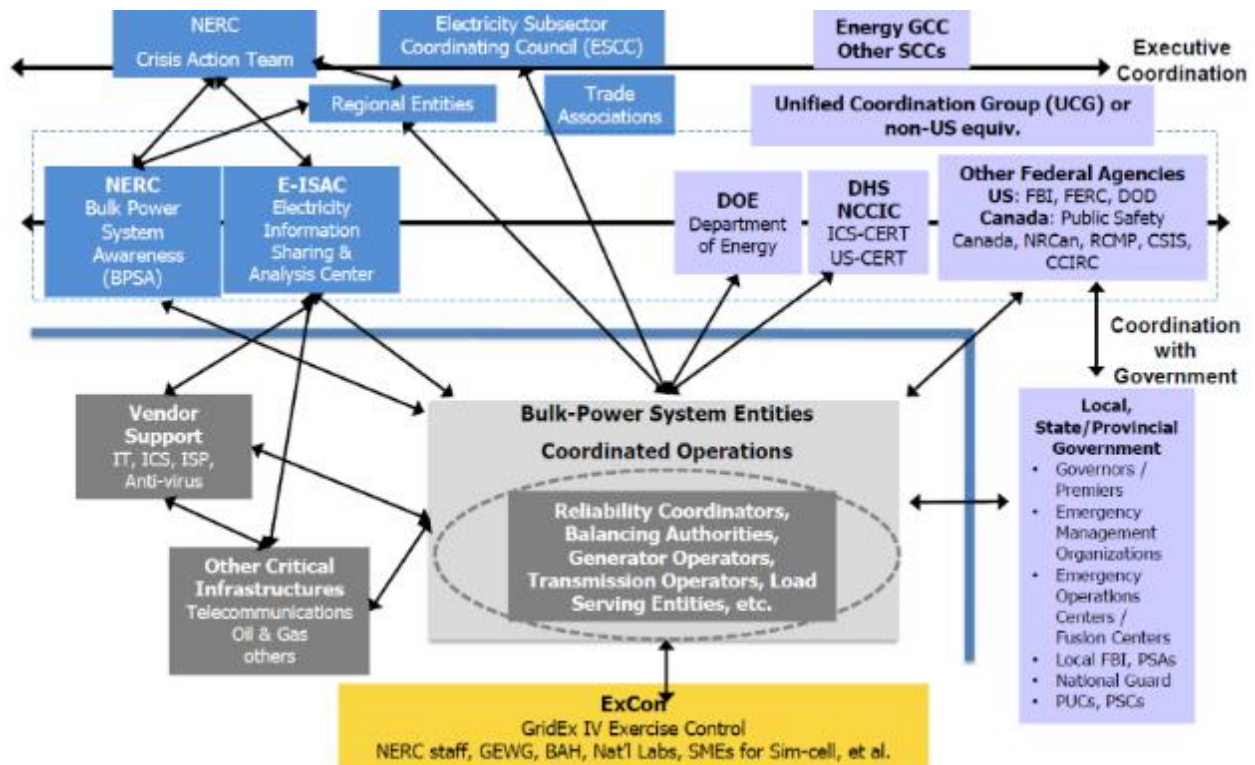 NERC
Crisis Action Team
Electricity Subsector
Coordinating Council (ESCC)
Energy GCC
Other SCCs
Executive
Coordination
Regional Entities
Trade
Associations
Unified Coordination Group (UCG) or
non-US equiv.
NERC
Bulk Power
System
Awareness
(BPSA)
E-ISAC
Electricity
Information
Sharing &
Analysis Center
DOE
Department
of Energy
DHS
NCCIC
ICS-CERT
US-CERT
Other Federal Agencies
US: FBI, FERC, DOD
Canada: Public Safety
Canada, NRCan, RCMP, CSIS,
CCIRC
Coordination
with
Government
Vendor
Support
IT, ICS, ISP,
Anti-virus
Other Critical
Infrastructures
Telecommunications
Oil & Gas
others
Bulk-Power System Entities
Coordinated Operations
Reliability Coordinators,
Balancing Authorities,
Generator Operators,
Transmission Operators, Load
Serving Entities, etc.
Local,
State/Provincial
Government
• Governors /
Premiers
• Emergency
Management
Organizations
• Emergency
Operations
Centers /
Fusion Centers
• Local FBI, PSAs
• National Guard
• PUCs, PSCs
ExCon
GridEx IV Exercise Control
NERC staff, GEWG, BAH, Nat'l Labs, SMEs for Sim-cell, et al.